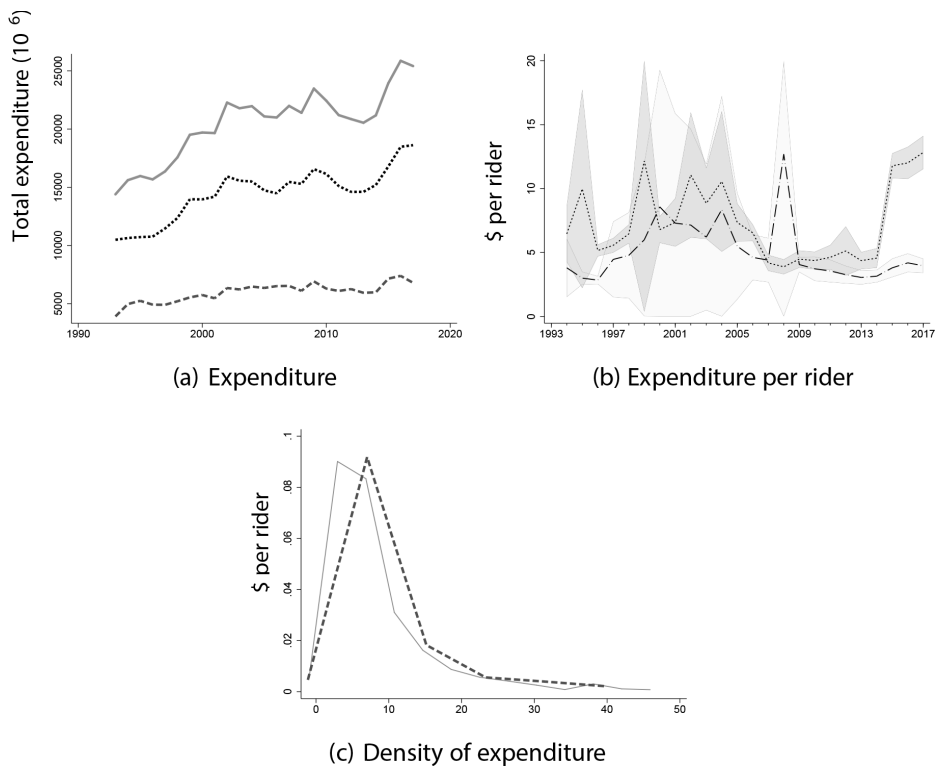 Total expenditure (10 6)
25000
20000
15000
10000
5000
1990 2000 2010 2020
(a) Expenditure
$ per rider
20
15
10
5
0
1993 1997 2001 2005 2009 2013 2017
(b) Expenditure per rider
$ per rider
.1
.08
.06
.04
.02
0
0 10 20 30 40 50
(c) Density of expenditure